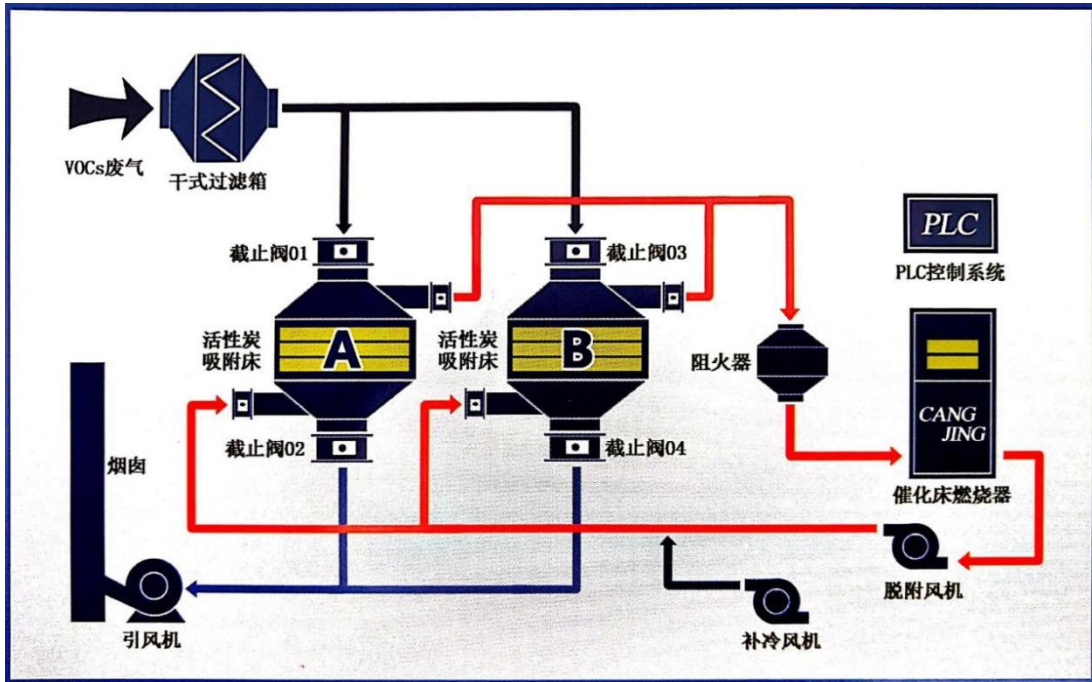 VOCs废气
干式过滤箱
截止阀01
截止阀03
PLC
PLC控制系统
活性炭
吸附床
A
活性炭
吸附床
B
阻火器
CANG
JING
截止阀02
截止阀04
烟囱
催化床燃烧器
引风机
补冷风机
脱附风机